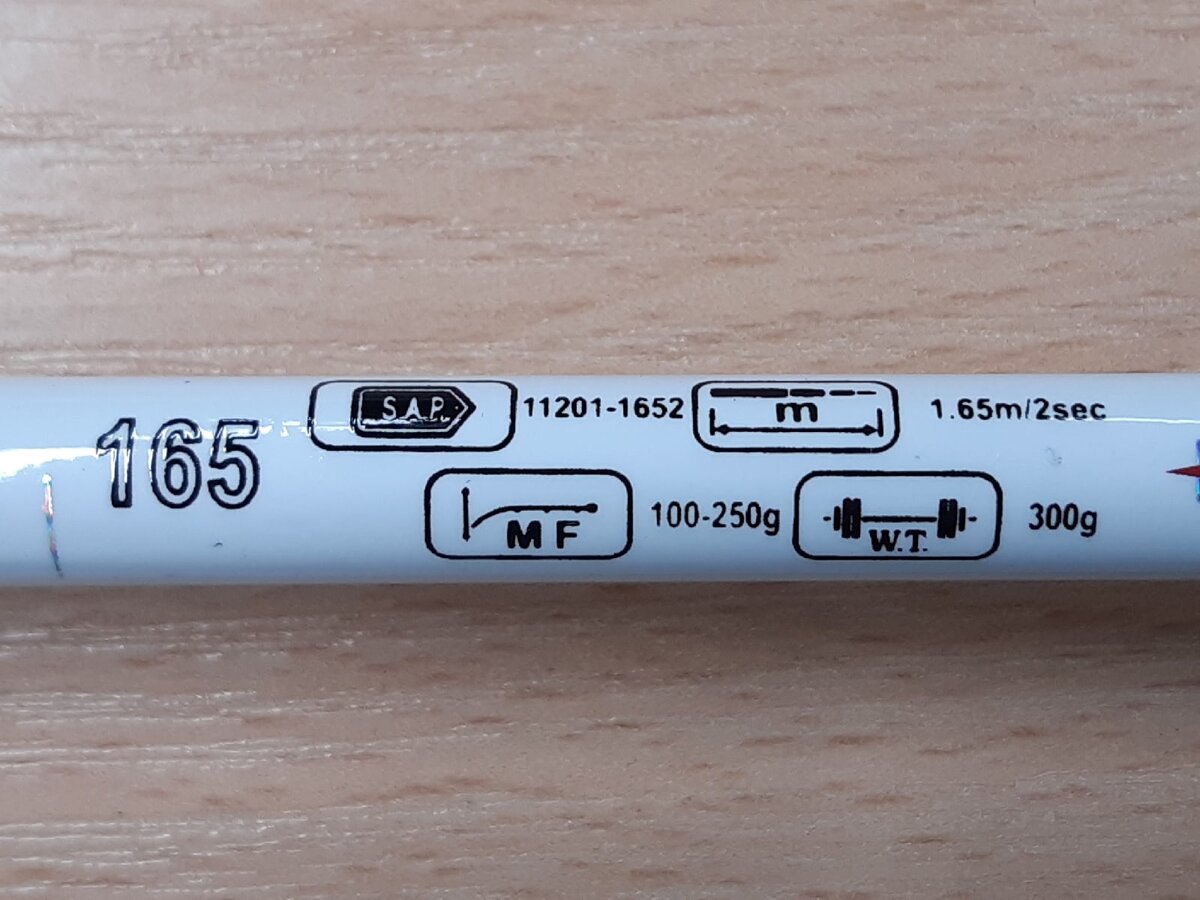 165
S.A.P. 11201-1652 m 1.65m/2sec
MF 100-250g W.T. 300g